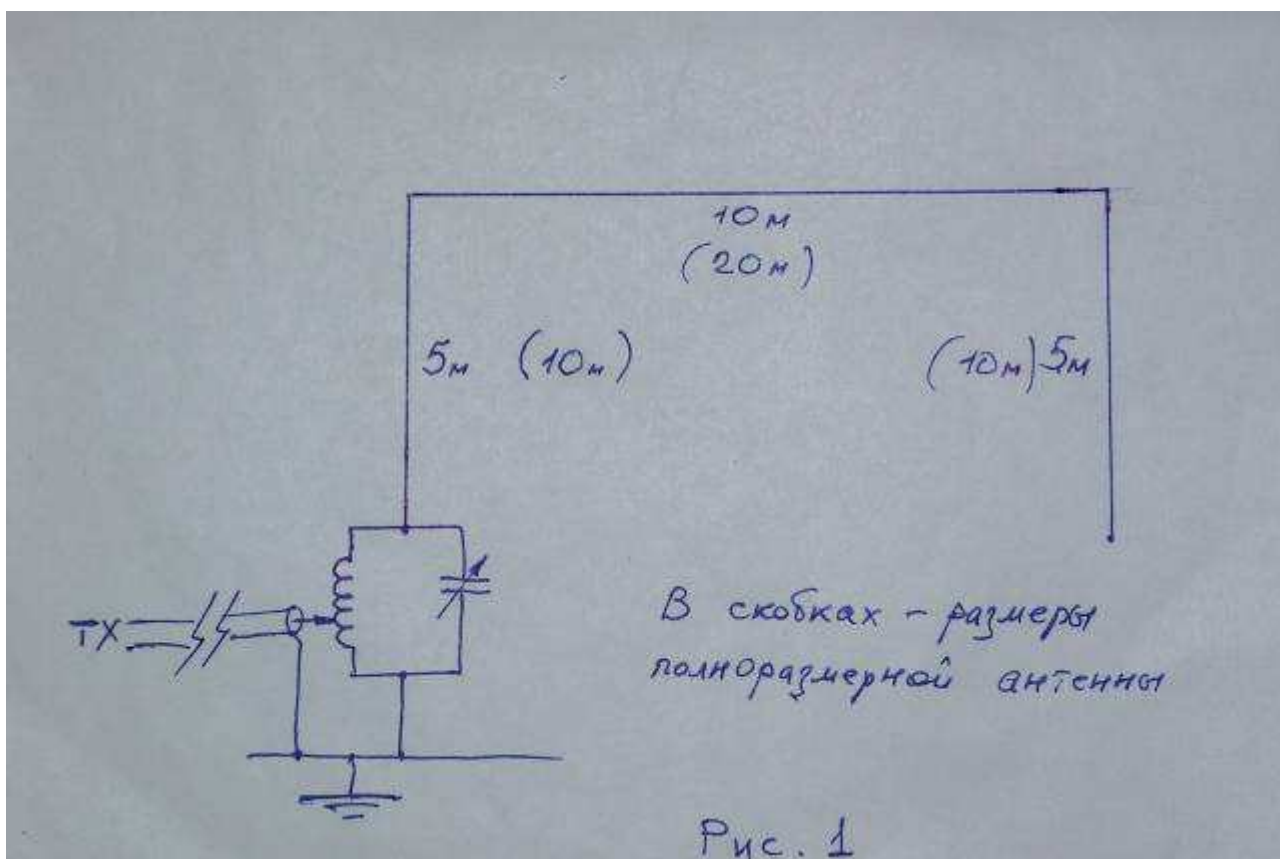 10м
(20м)
5м (10м)
(10м) 5м
TX
В скобках - размеры
полноразмерной антенны
Рис. 1